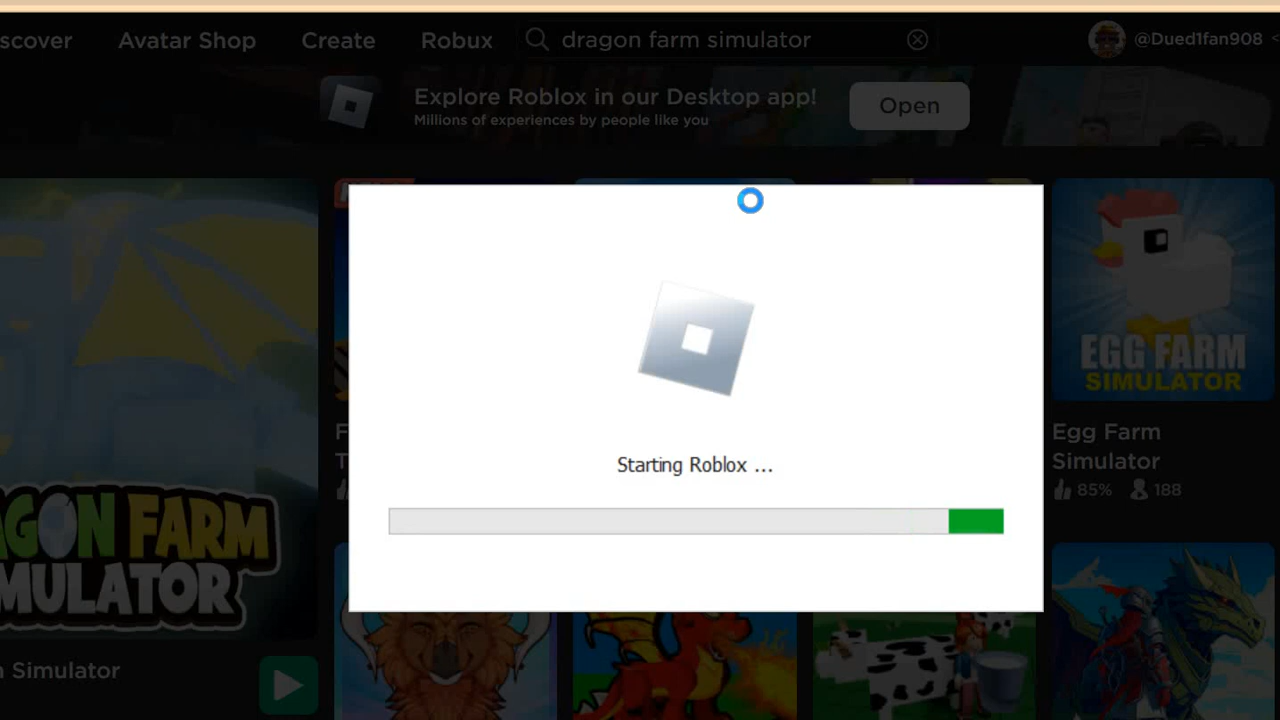 scover Avatar Shop Create Robux dragon farm simulator @Dued1fan908
Explore Roblox in our Desktop app!
Millions of experiences by people like you
Open
Starting Roblox ...
EGG FARM
SIMULATOR
Egg Farm
Simulator
85% 188
AGON FARM
MULATOR
n Simulator